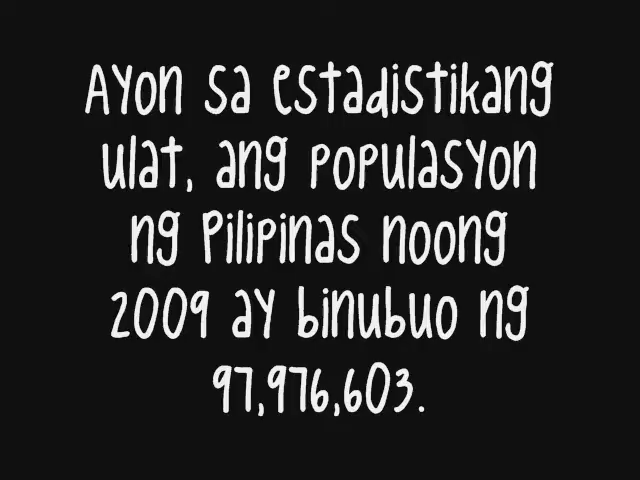 Ayon sa estadistikang
ulat, ang populasyon
ng Pilipinas noong
2009 ay binubuo ng
97,976,603.